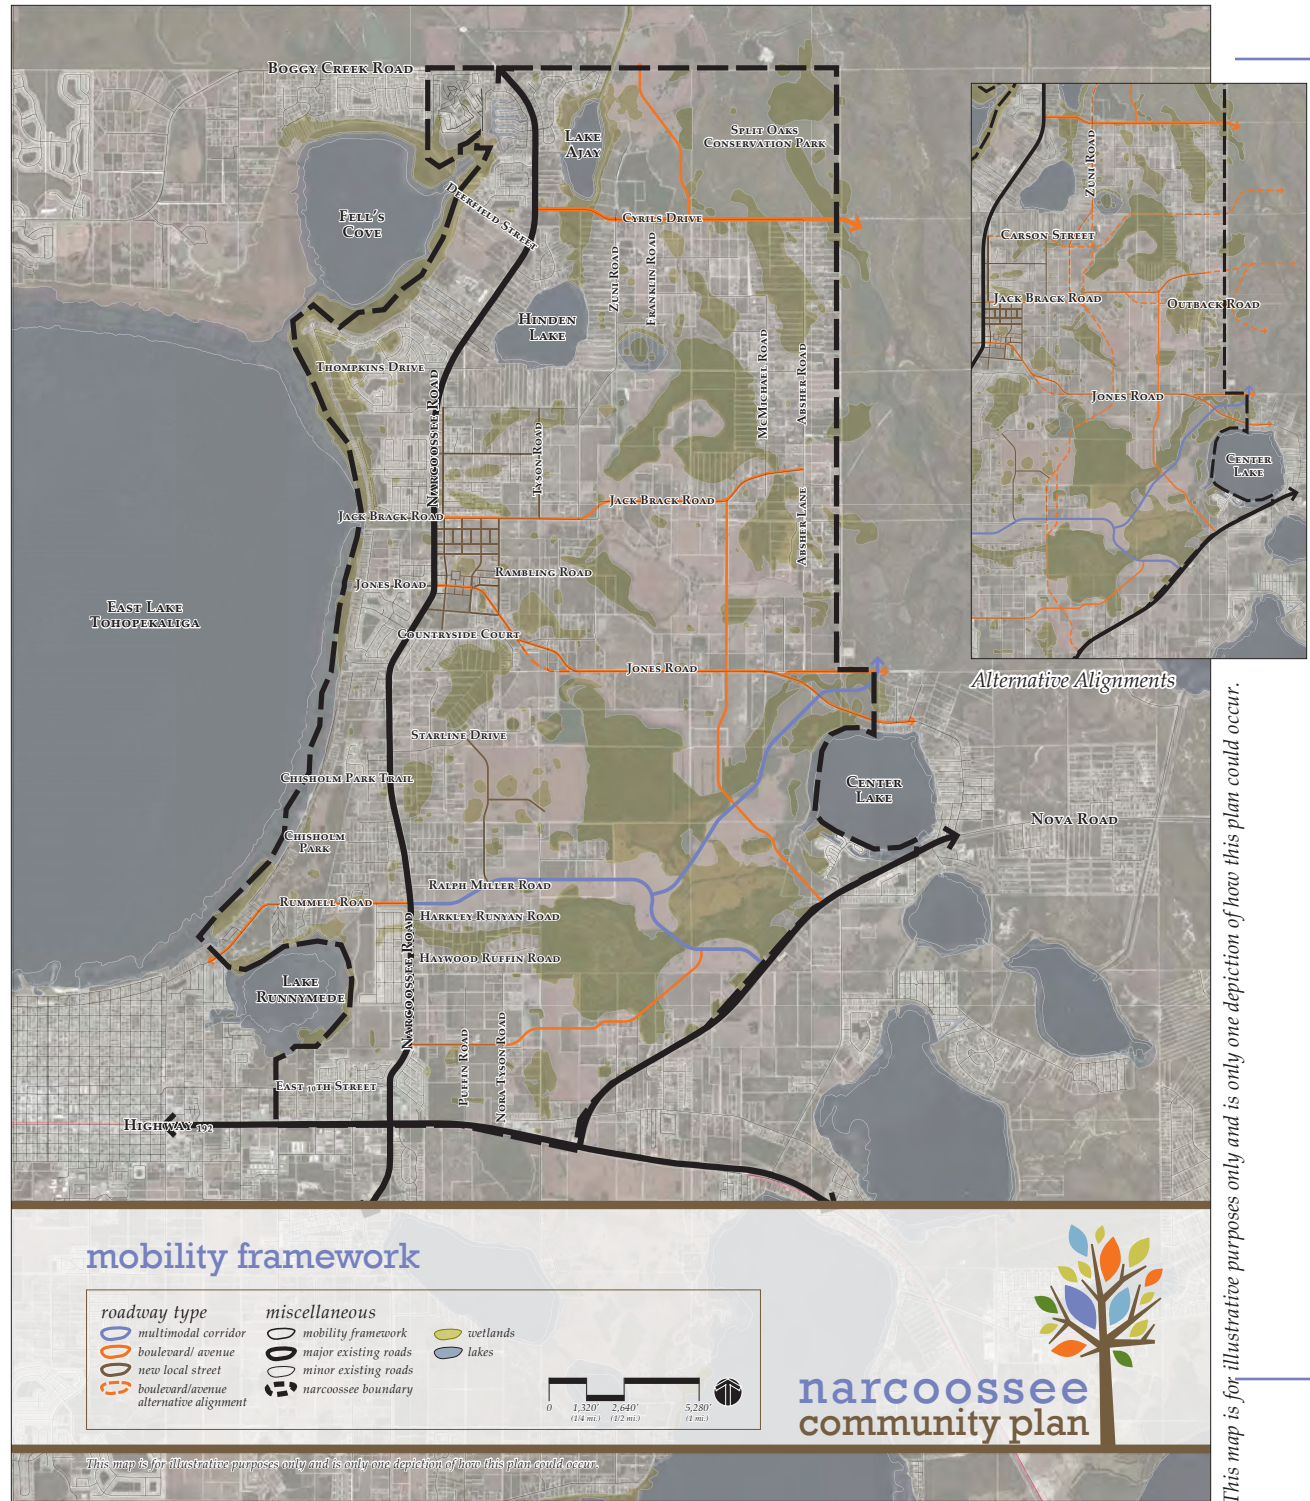 Boggy Creek Road
Lake
Ajay
Split Oaks
Conservation Park
Fell's
Cove
Deerfield Street
Cyrils Drive
Zuni Road
Franklin Road
Hinden
Lake
Thompkins Drive
Narcoossee Road
McMichael Road
Absher Road
Tyson Road
Jack Brack Road
Jack Brack Road
Absher Lane
Rambling Road
Jones Road
East Lake
Tohopekaliga
Countryside Court
Jones Road
Starline Drive
Chisholm Park Trail
Center
Lake
Nova Road
Chisholm
Park
Ralph Miller Road
Rummell Road
Harkley Runyan Road
Narcoossee Road
Haywood Ruffin Road
Lake
Runnymede
Puffin Road
Nora Tyson Road
East 10th Street
Highway 192
Zuni Road
Carson Street
Jack Brack Road
Outback Road
Jones Road
Center
Lake
Alternative Alignments
This map is for illustrative purposes only and is only one depiction of how this plan could occur.
mobility framework
roadway type
multimodal corridor
boulevard/ avenue
new local street
boulevard/avenue
alternative alignment
miscellaneous
mobility framework
major existing roads
minor existing roads
narcoossee boundary
wetlands
lakes
0 1,320' 2,640' 5,280'
(1/4 mi.) (1/2 mi.) (1 mi.)
narcoossee
community plan
This map is for illustrative purposes only and is only one depiction of how this plan could occur.